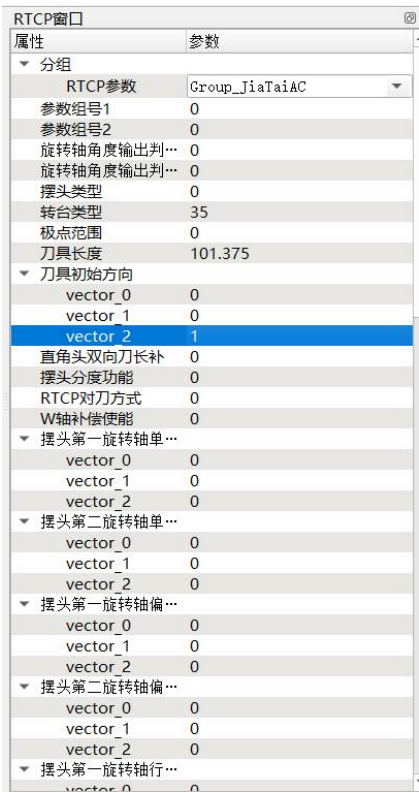 RTCP窗口
属性 参数
分组
RTCP参数 Group_JiaTaiAC
参数组号1 0
参数组号2 0
旋转轴角度输出判… 0
旋转轴角度输出判… 0
摆头类型 0
转台类型 35
极点范围 0
刀具长度 101.375
刀具初始方向
vector_0 0
vector_1 0
vector_2 1
直角头双向刀长补 0
摆头分度功能 0
RTCP对刀方式 0
W轴补偿使能 0
摆头第一旋转轴单…
vector_0 0
vector_1 0
vector_2 0
摆头第二旋转轴单…
vector_0 0
vector_1 0
vector_2 0
摆头第一旋转轴偏…
vector_0 0
vector_1 0
vector_2 0
摆头第二旋转轴偏…
vector_0 0
vector_1 0
vector_2 0
摆头第一旋转轴行…
vector_0 0